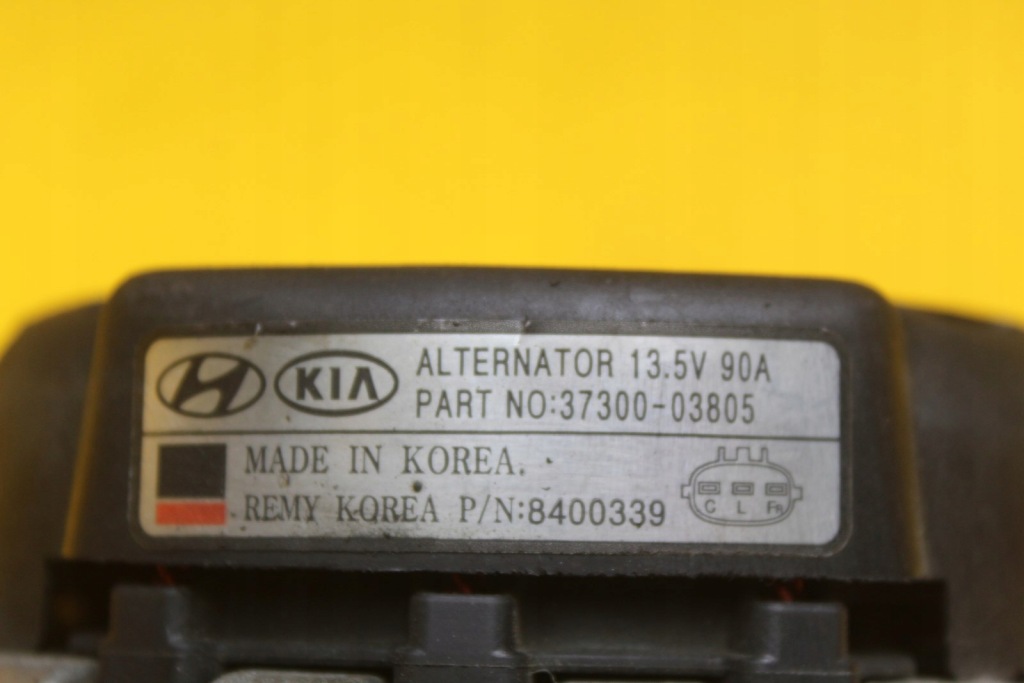 KIA
ALTERNATOR 13.5V 90A
PART NO:37300-03805
MADE IN KOREA.
REMY KOREA P/N:8400339
C L FR